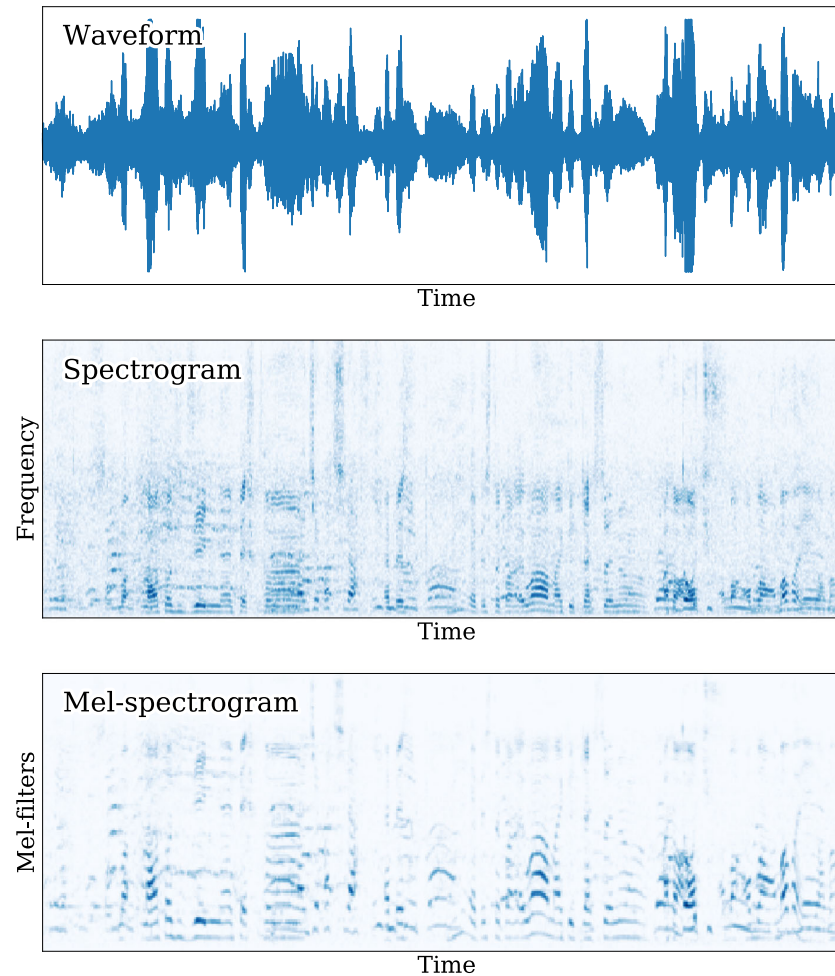 Waveform
Time
Spectrogram
Frequency
Time
Mel-spectrogram
Mel-filters
Time